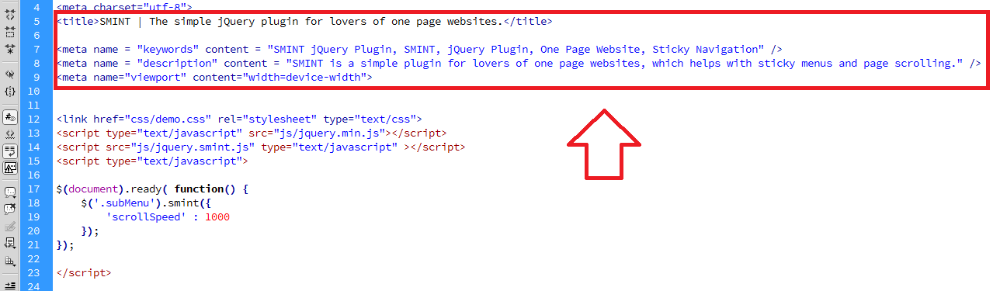 4 <meta charset="utf-8">
5 <title>SMINT | The simple jQuery plugin for lovers of one page websites.</title>
6
7 <meta name = "keywords" content = "SMINT jQuery Plugin, SMINT, jQuery Plugin, One Page Website, Sticky Navigation" />
8 <meta name = "description" content = "SMINT is a simple plugin for lovers of one page websites, which helps with sticky menus and page scrolling." />
9 <meta name="viewport" content="width=device-width">
10
11
12 <link href="css/demo.css" rel="stylesheet" type="text/css">
13 <script type="text/javascript" src="js/jquery.min.js"></script>
14 <script src="js/jquery.smint.js" type="text/javascript" ></script>
15 <script type="text/javascript">
16
17 $(document).ready( function() {
18     $('.subMenu').smint({
19         'scrollSpeed' : 1000
20     });
21 });
22
23 </script>
24